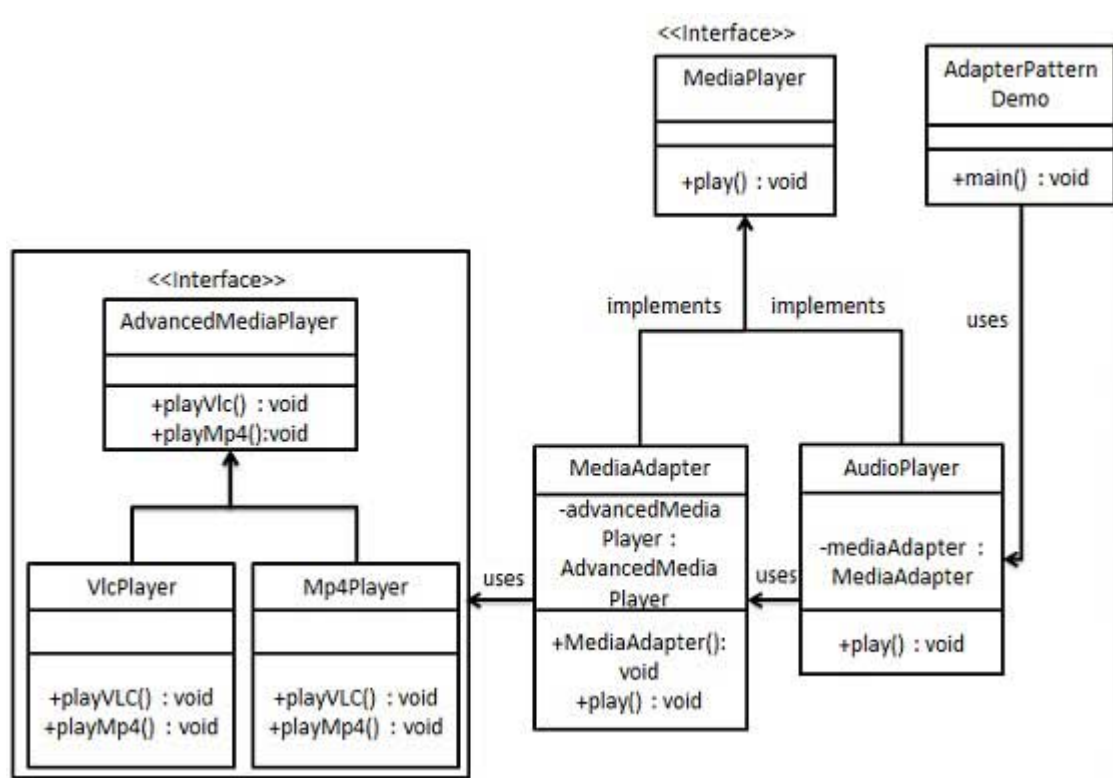 <<Interface>>
MediaPlayer
+play() : void
AdapterPattern
Demo
+main() : void
implements
implements
uses
<<Interface>>
AdvancedMediaPlayer
+playVlc() : void
+playMp4():void
VlcPlayer
+playVLC() : void
+playMp4() : void
Mp4Player
+playVLC() : void
+playMp4() : void
uses
MediaAdapter
-advancedMedia
Player :
AdvancedMedia
Player
+MediaAdapter():
void
+play() : void
uses
AudioPlayer
-mediaAdapter :
MediaAdapter
+play() : void